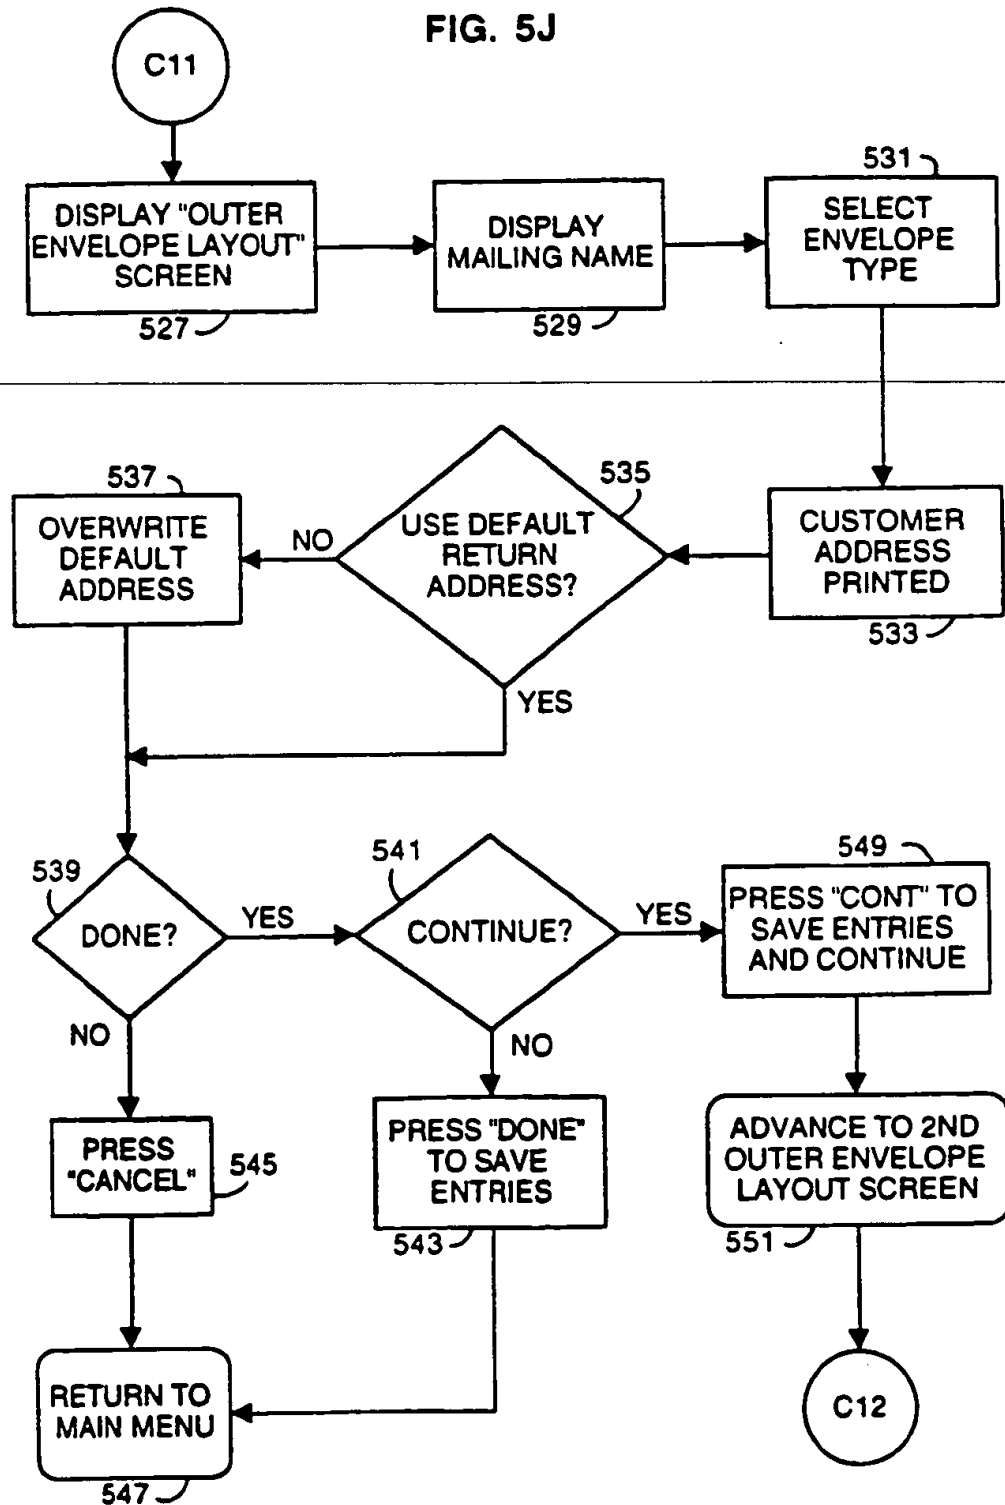 FIG. 5J
C11
DISPLAY "OUTER
ENVELOPE LAYOUT"
SCREEN
527
DISPLAY
MAILING NAME
529
531
SELECT
ENVELOPE
TYPE
537
OVERWRITE
DEFAULT
ADDRESS
NO
535
USE DEFAULT
RETURN
ADDRESS?
YES
CUSTOMER
ADDRESS
PRINTED
533
539
DONE?
YES
NO
541
CONTINUE?
YES
NO
549
PRESS "CONT" TO
SAVE ENTRIES
AND CONTINUE
PRESS
"CANCEL"
545
PRESS "DONE"
TO SAVE
ENTRIES
543
ADVANCE TO 2ND
OUTER ENVELOPE
LAYOUT SCREEN
551
RETURN TO
MAIN MENU
547
C12